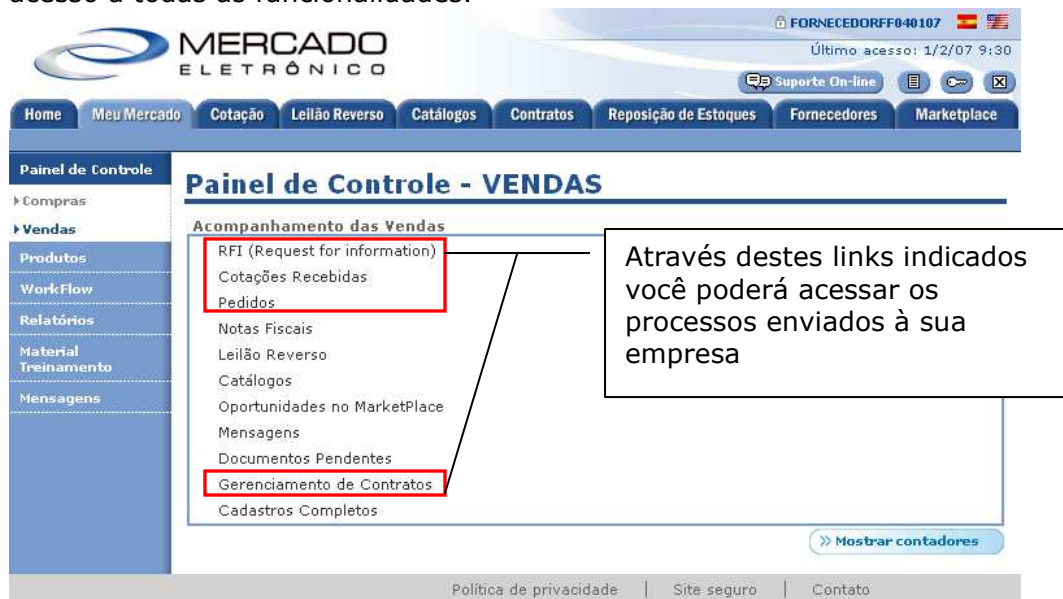 acesso a todas as funcionalidades.
FORNECEDORFF040107
MERCADO
ELETRÔNICO
Último acesso: 1/2/07 9:30
Suporte On-line
Home Meu Mercado Cotação Leilão Reverso Catálogos Contratos Reposição de Estoques Fornecedores Marketplace
Painel de Controle
Compras
Vendas
Produtos
WorkFlow
Relatórios
Material
Treinamento
Mensagens
Painel de Controle - VENDAS
Acompanhamento das Vendas
RFI (Request for information)
Cotações Recebidas
Pedidos
Notas Fiscais
Leilão Reverso
Catálogos
Oportunidades no MarketPlace
Mensagens
Documentos Pendentes
Gerenciamento de Contratos
Cadastros Completos
Através destes links indicados
você poderá acessar os
processos enviados à sua
empresa
>> Mostrar contadores
Política de privacidade | Site seguro | Contato